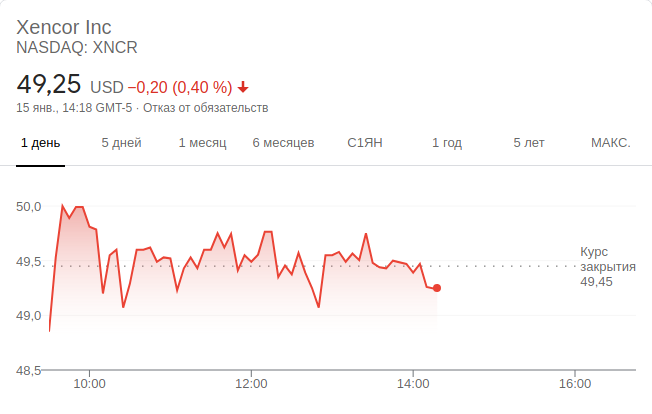 Xencor Inc
NASDAQ: XNCR
49,25 USD −0,20 (0,40 %)
15 янв., 14:18 GMT-5 · Отказ от обязательств
1 день 5 дней 1 месяц 6 месяцев С1ЯН 1 год 5 лет МАКС.
50,0
49,5
49,0
48,5
Курс
закрытия
49,45
10:00 12:00 14:00 16:00